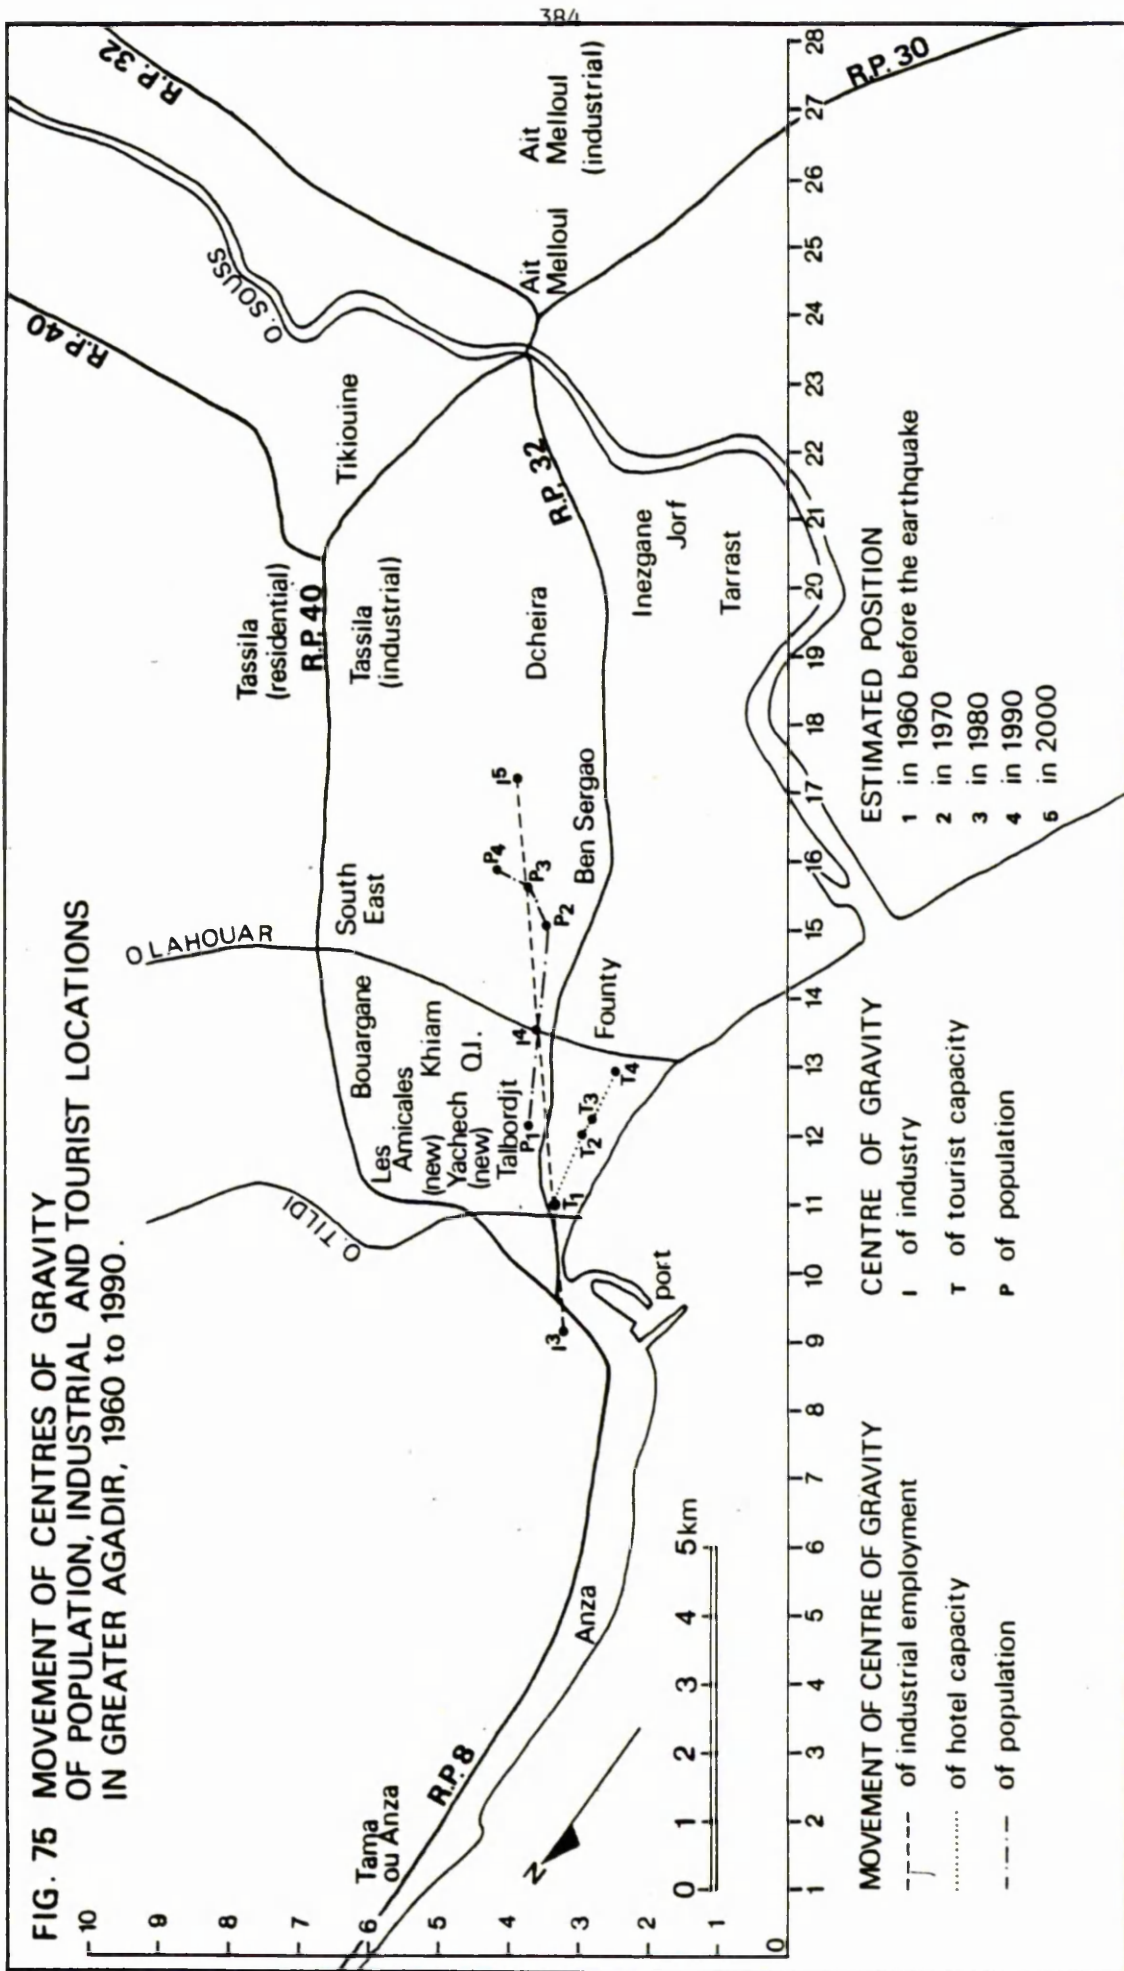 384
FIG. 75 MOVEMENT OF CENTRES OF GRAVITY
OF POPULATION, INDUSTRIAL AND TOURIST LOCATIONS
IN GREATER AGADIR, 1960 to 1990.
R.P. 40
R.P. 32
O. SOUSS
O LAHOUAR
O. TILDI
Tassila
(residential)
R.P. 40
Tassila
(industrial)
Tikiouine
Ait
Melloul
Ait
Melloul
(industrial)
South
East
Bouargane
Les
Amicales
(new)
Khiam
Yachech
(new)
Q.I.
Talbordjt
Dcheira
R.P. 32
Inezgane
Jorf
Tarrast
Ben Sergao
Founty
P1
P2
P3
P4
I3
I4
I5
T1
T2
T3
T4
port
Tama
ou Anza
R.P. 8
Anza
R.P. 30
N
0 1 2 3 4 5km
10
9
8
7
6
5
4
3
2
1
0
1 2 3 4 5 6 7 8 9 10 11 12 13 14 15 16 17 18 19 20 21 22 23 24 25 26 27 28
MOVEMENT OF CENTRE OF GRAVITY
of industrial employment
of hotel capacity
of population
CENTRE OF GRAVITY
I of industry
T of tourist capacity
P of population
ESTIMATED POSITION
1 in 1960 before the earthquake
2 in 1970
3 in 1980
4 in 1990
5 in 2000